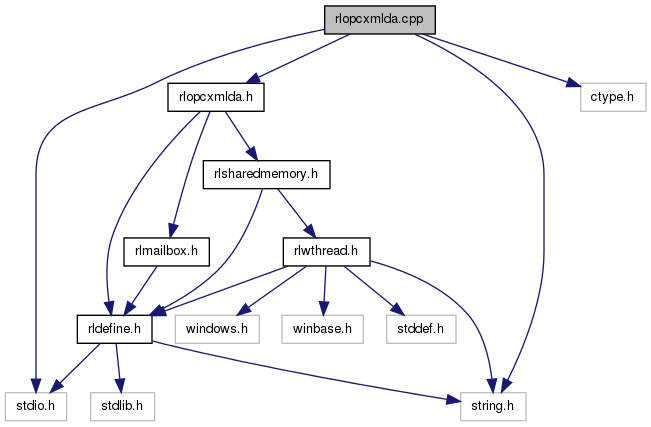 rlopcxmlda.cpp
rlopcxmlda.h
ctype.h
rlsharedmemory.h
rlmailbox.h
rlwthread.h
rldefine.h
windows.h
winbase.h
stddef.h
stdio.h
stdlib.h
string.h